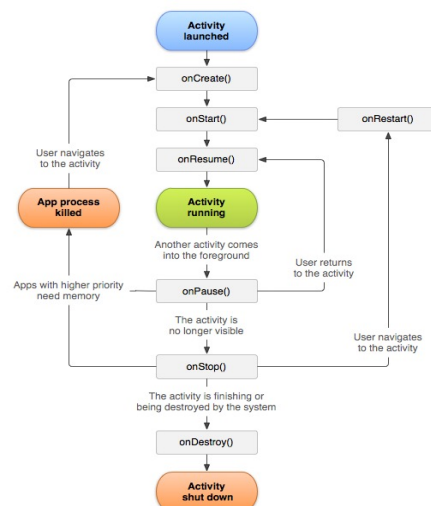 Activity
launched
onCreate()
onStart()
onRestart()
User navigates
to the activity
onResume()
App process
killed
Activity
running
Another activity comes
into the foreground
User returns
to the activity
Apps with higher priority
need memory
onPause()
The activity is
no longer visible
User navigates
to the activity
onStop()
The activity is finishing or
being destroyed by the system
onDestroy()
Activity
shut down